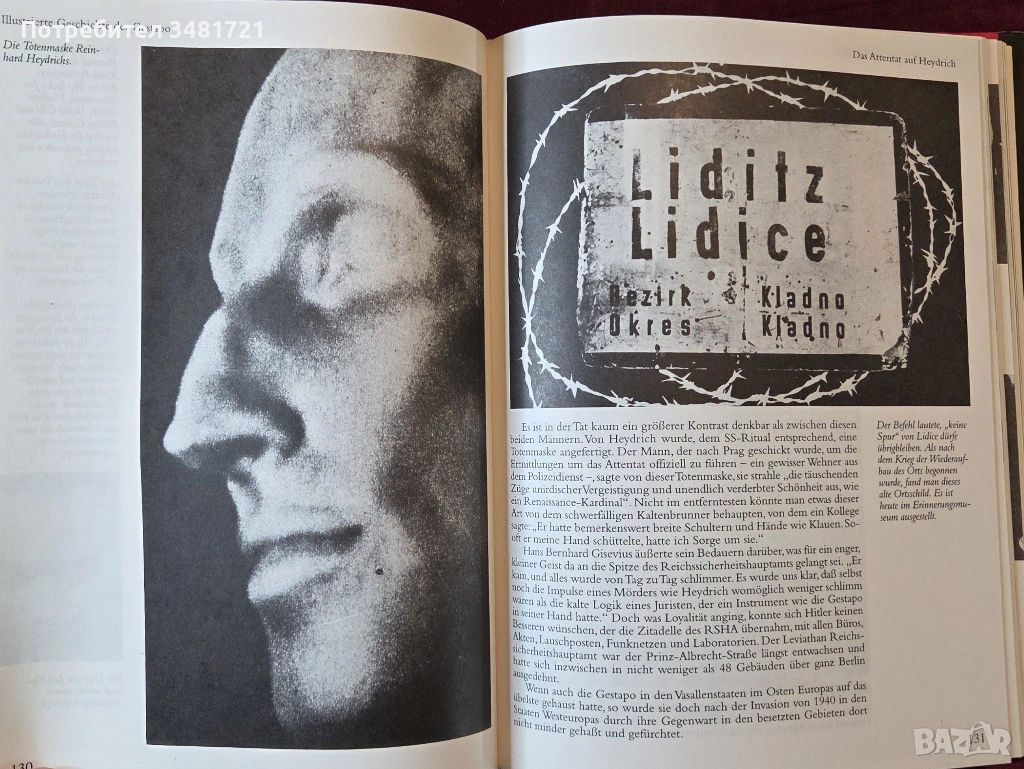 Потребител 3481721
Illustrierte Geschichte der Gestapo
Die Totenmaske Rein-
hard Heydrichs.
130
Das Attentat auf Heydrich
Liditz
Lidice
Bezirk Kladno
Okres Kladno
Es ist in der Tat kaum ein größerer Kontrast denkbar als zwischen diesen
beiden Männern. Von Heydrich wurde, dem SS-Ritual entsprechend, eine
Totenmaske angefertigt. Der Mann, der nach Prag geschickt wurde, um die
Ermittlungen um das Attentat offiziell zu führen – ein gewisser Wehner aus
dem Polizeidienst –, sagte von dieser Totenmaske, sie strahle „die täuschenden
Züge unirdischer Vergeistigung und unendlich verderbter Schönheit aus, wie
ein Renaissance-Kardinal“. Nicht im entferntesten könnte man etwas dieser
Art von dem schwerfälligen Kaltenbrunner behaupten, von dem ein Kollege
sagte: „Er hatte bemerkenswert breite Schultern und Hände wie Klauen. So-
oft er meine Hand schüttelte, hatte ich Sorge um sie.“
Hans Bernhard Gisevius äußerte sein Bedauern darüber, was für ein enger,
kleiner Geist da an die Spitze des Reichssicherheitshauptamts gelangt sei. „Er
kam, und alles wurde von Tag zu Tag schlimmer. Es wurde uns klar, daß selbst
noch die Impulse eines Mörders wie Heydrich womöglich weniger schlimm
waren als die kalte Logik eines Juristen, der ein Instrument wie die Gestapo
in seiner Hand hatte.“ Doch was Loyalität anging, konnte sich Hitler keinen
Besseren wünschen, der die Zitadelle des RSHA übernahm, mit allen Büros,
Akten, Lauschposten, Funknetzen und Laboratorien. Der Leviathan Reichs-
sicherheitshauptamt war der Prinz-Albrecht-Straße längst entwachsen und
hatte sich inzwischen in nicht weniger als 48 Gebäuden über ganz Berlin
ausgedehnt.
Wenn auch die Gestapo in den Vasallenstaaten im Osten Europas auf das
übelste gehaust hatte, so wurde sie doch nach der Invasion von 1940 in den
Staaten Westeuropas durch ihre Gegenwart in den besetzten Gebieten dort
nicht minder gehaßt und gefürchtet.
Der Befehl lautete, „keine
Spur“ von Lidice dürfe
übrigbleiben. Als nach
dem Krieg der Wiederauf-
bau des Orts begonnen
wurde, fand man dieses
alte Ortsschild. Es ist
heute im Erinnerungsmu-
seum ausgestellt.
131
BAZAR